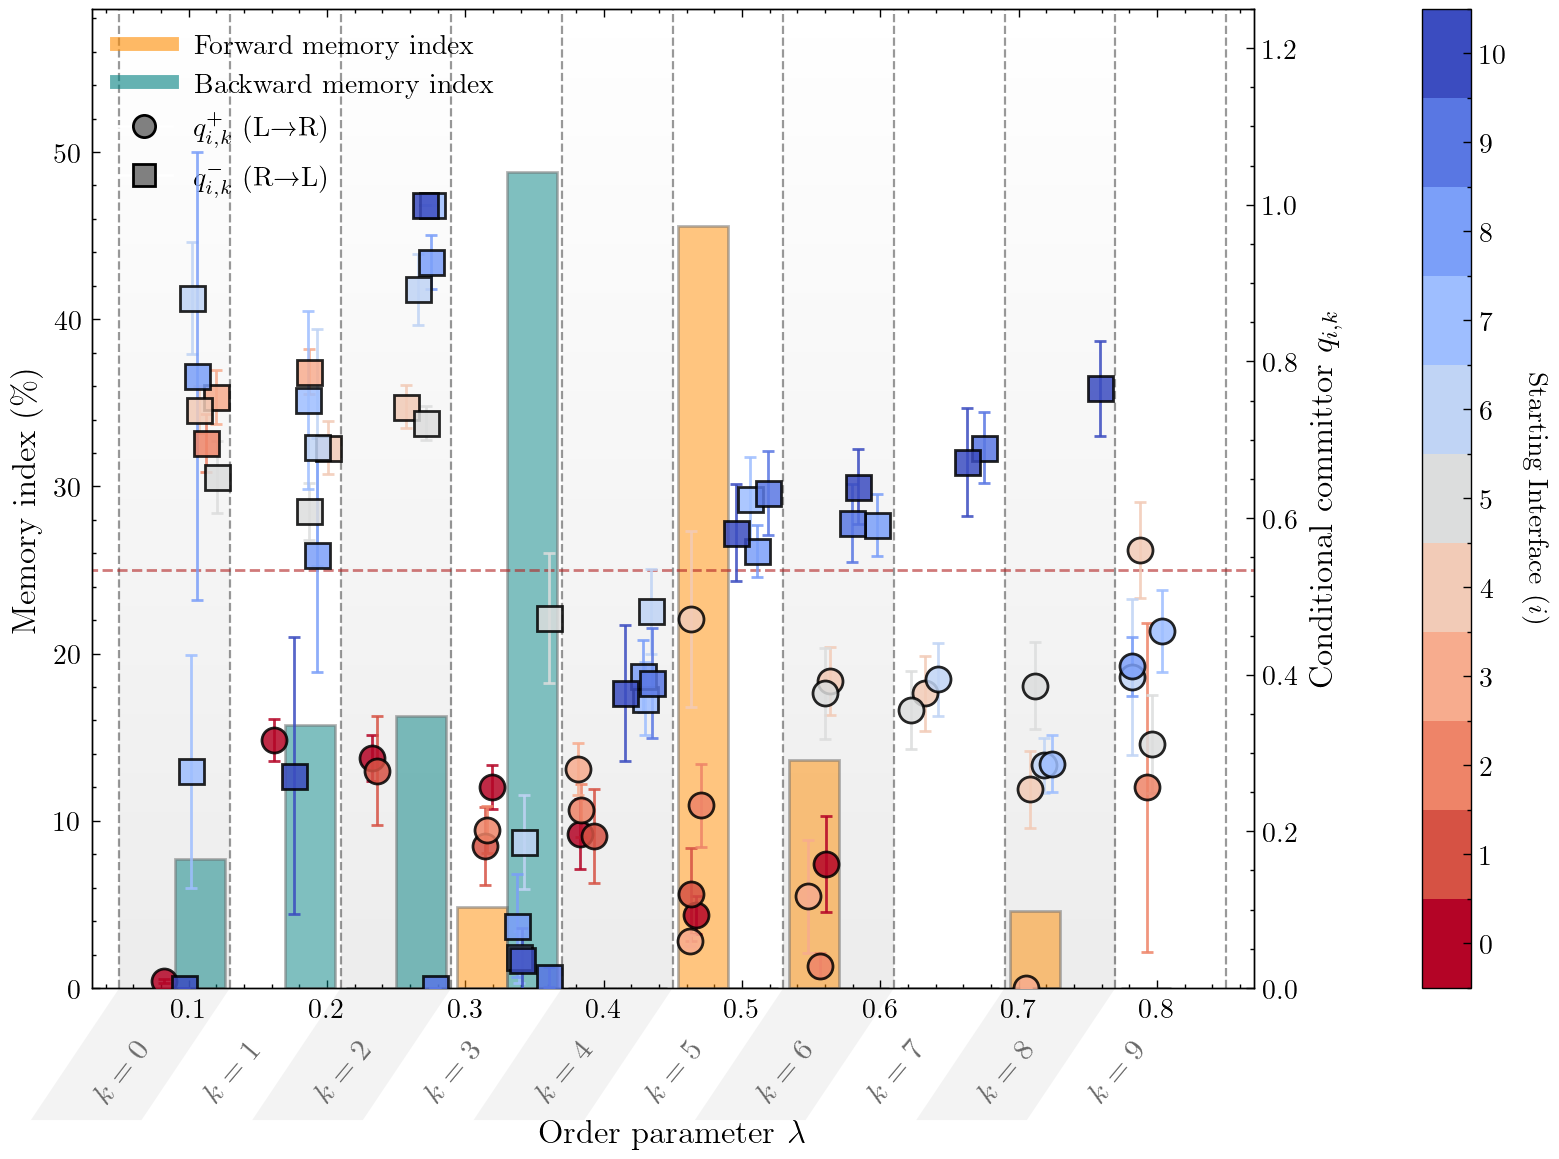 Forward memory index
Backward memory index
q⁺ᵢ,ₖ (L→R)
q⁻ᵢ,ₖ (R→L)
Memory index (%)
50
40
30
20
10
0
1.2
1.0
0.8
0.6
0.4
0.2
0.0
Conditional committor qᵢ,ₖ
10
9
8
7
6
5
4
3
2
1
0
Starting Interface (i)
0.1 0.2 0.3 0.4 0.5 0.6 0.7 0.8
k = 0 k = 1 k = 2 k = 3 k = 4 k = 5 k = 6 k = 7 k = 8 k = 9
Order parameter λ